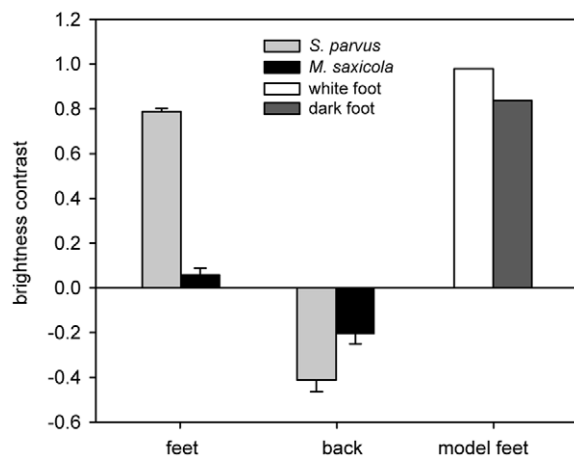 S. parvus
M. saxicola
white foot
dark foot
1.2
1.0
0.8
0.6
0.4
0.2
0.0
-0.2
-0.4
-0.6
brightness contrast
feet back model feet